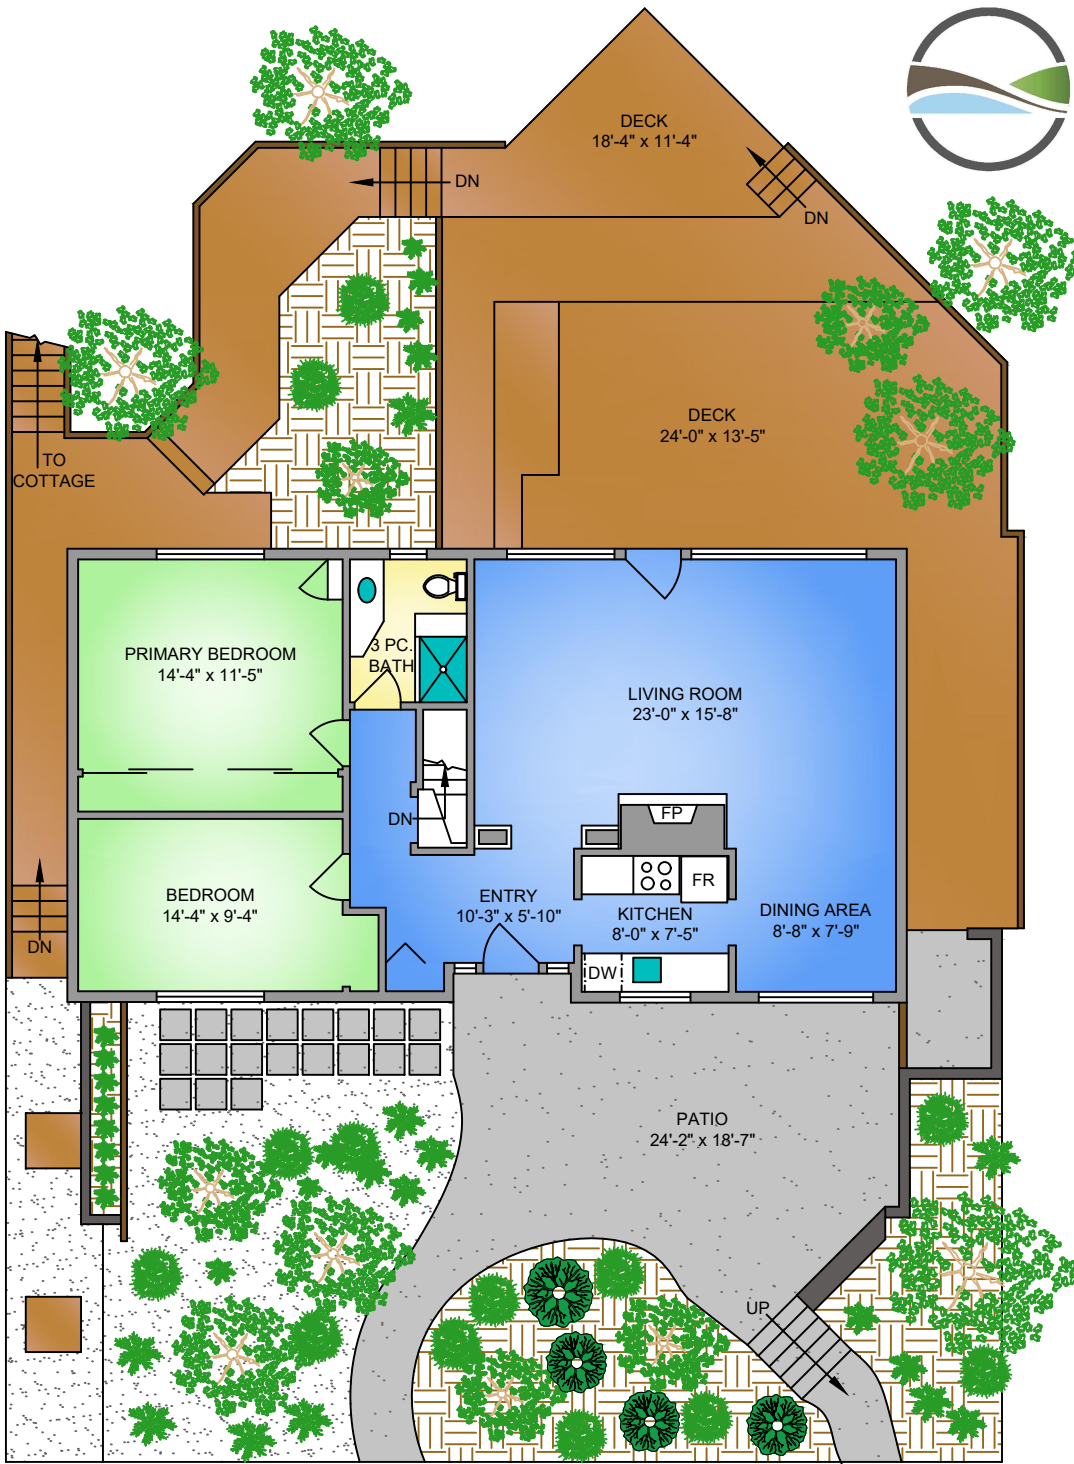 DECK
18'-4" x 11'-4"
DN
DN
DECK
24'-0" x 13'-5"
TO
COTTAGE
3 PC.
BATH
PRIMARY BEDROOM
14'-4" x 11'-5"
LIVING ROOM
23'-0" x 15'-8"
FP
DN
FR
BEDROOM
14'-4" x 9'-4"
ENTRY
10'-3" x 5'-10"
KITCHEN
8'-0" x 7'-5"
DINING AREA
8'-8" x 7'-9"
DN
DW
PATIO
24'-2" x 18'-7"
UP